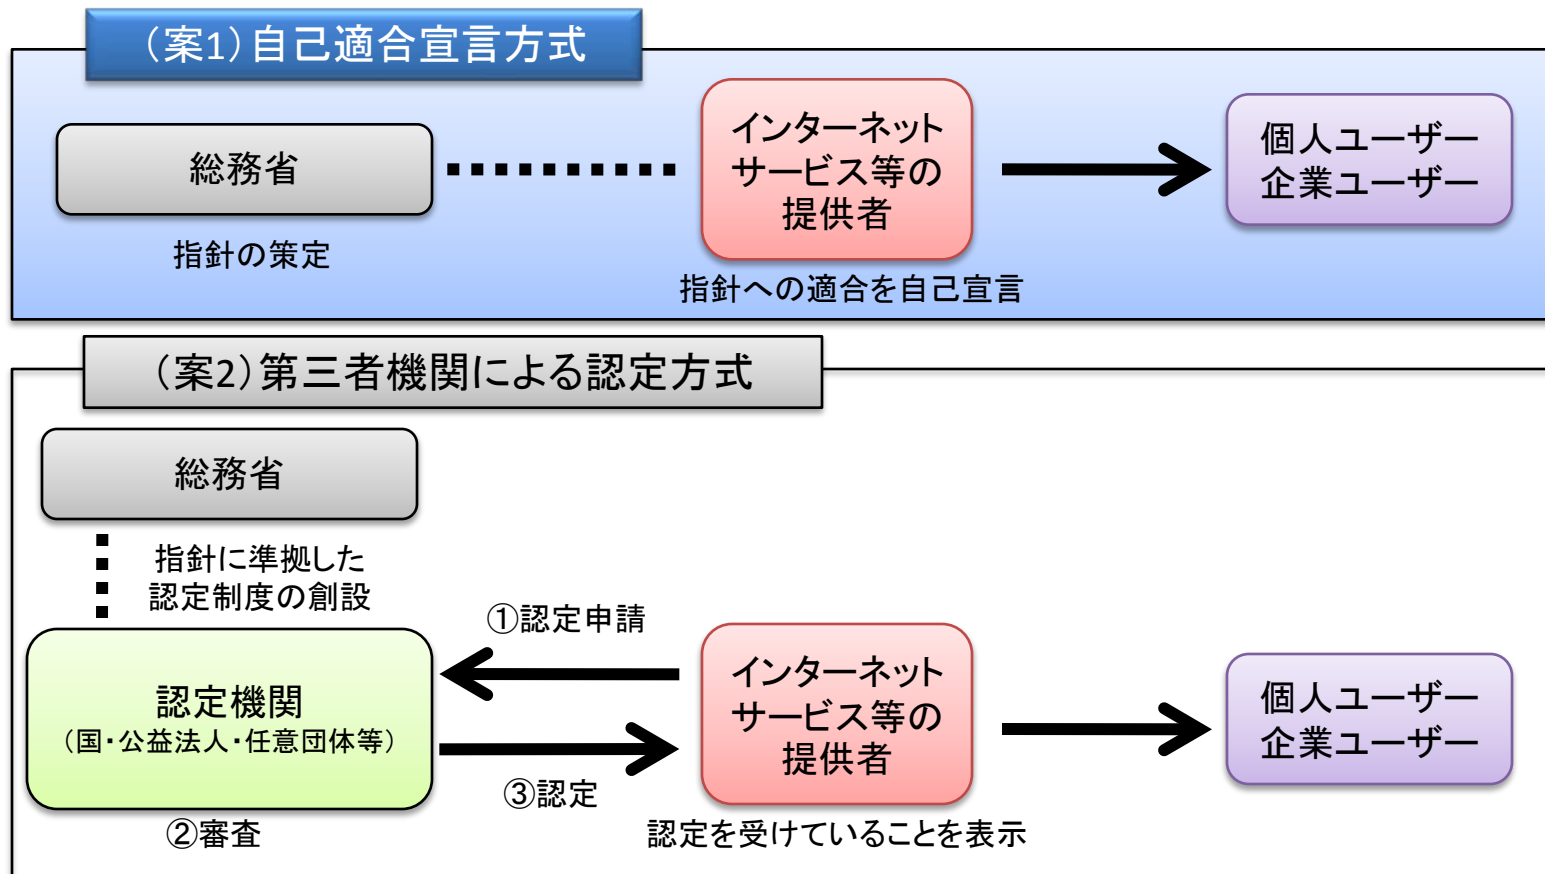 （案1）自己適合宣言方式
総務省
指針の策定
インターネット
サービス等の
提供者
指針への適合を自己宣言
個人ユーザー
企業ユーザー
（案2）第三者機関による認定方式
総務省
指針に準拠した
認定制度の創設
認定機関
（国・公益法人・任意団体等）
②審査
①認定申請
③認定
インターネット
サービス等の
提供者
認定を受けていることを表示
個人ユーザー
企業ユーザー